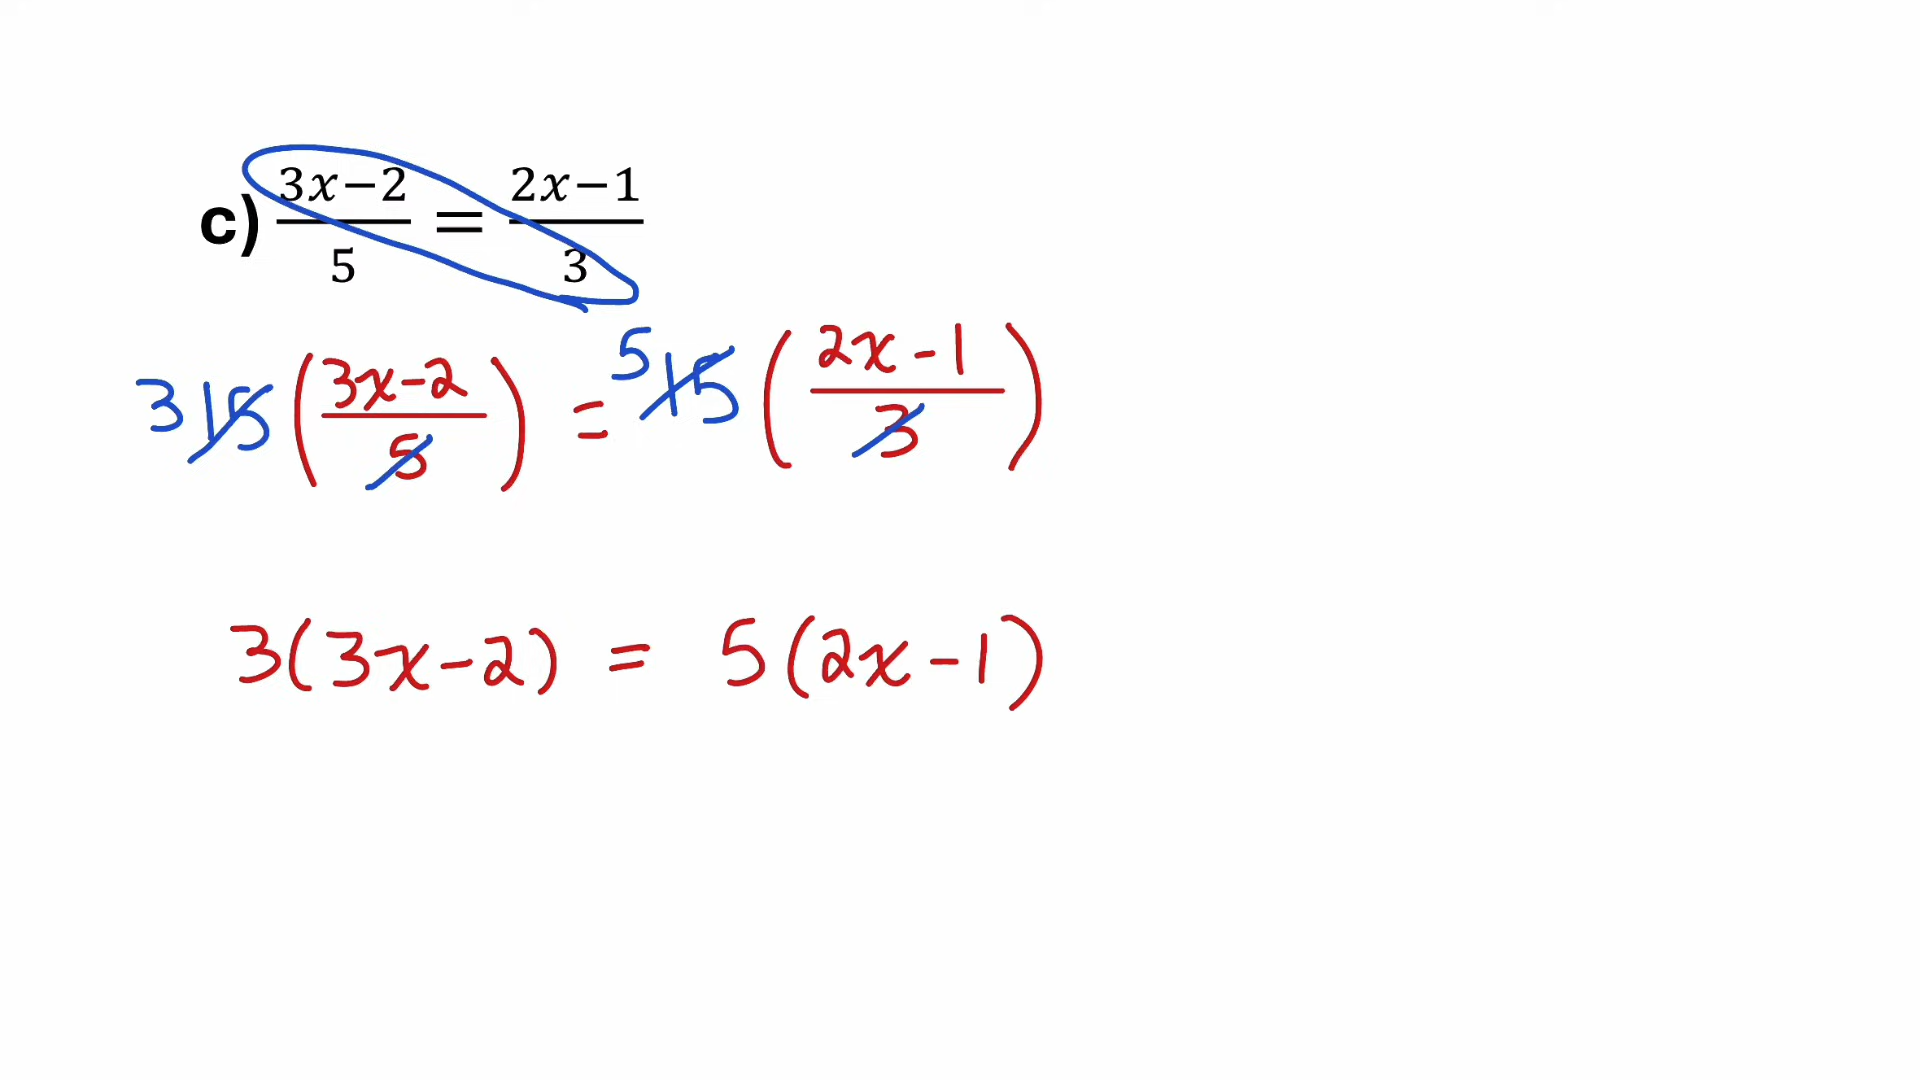 c) (3x−2)/5 = (2x−1)/3
3 15 ((3x-2)/5) = 5 15 ((2x-1)/3)
3(3x-2) = 5(2x-1)